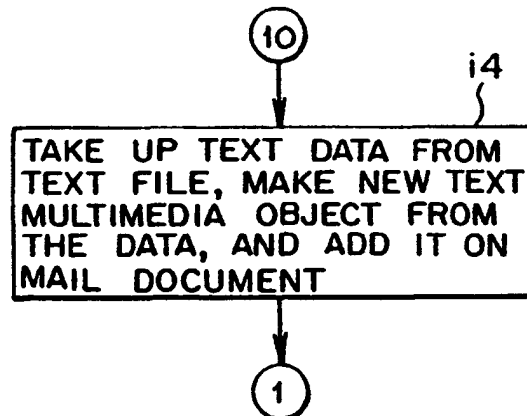 10
i4
TAKE UP TEXT DATA FROM
TEXT FILE, MAKE NEW TEXT
MULTIMEDIA OBJECT FROM
THE DATA, AND ADD IT ON
MAIL DOCUMENT
1